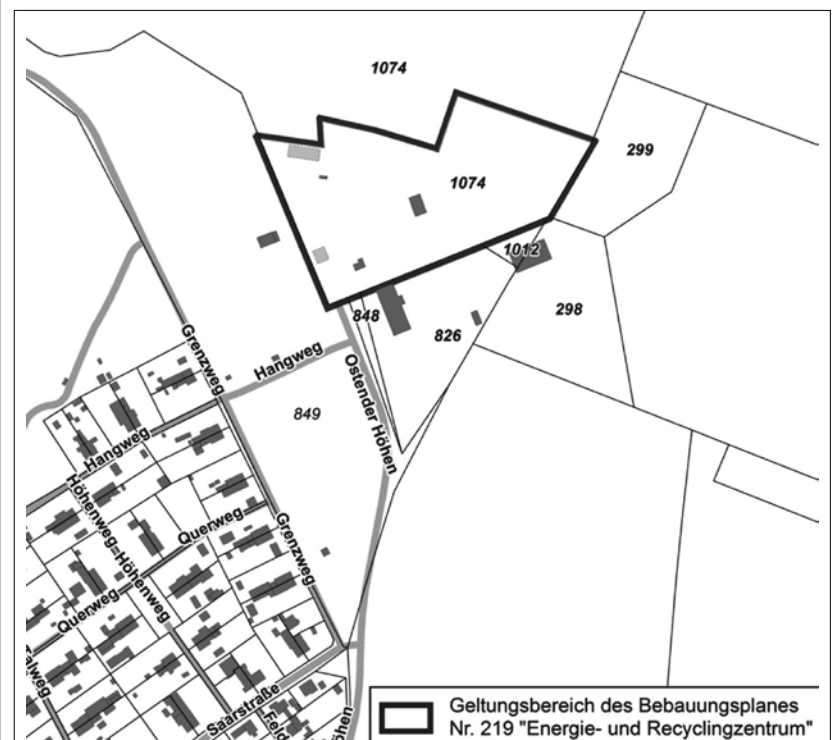 1074
299
1074
1012
298
848
826
Grenzweg
Hangweg
Ostender Höhen
849
Hangweg
Höhenweg
Querweg
Grenzweg
Höhenweg
Querweg
Saarstraße
Geltungsbereich des Bebauungsplanes
Nr. 219 "Energie- und Recyclingzentrum"